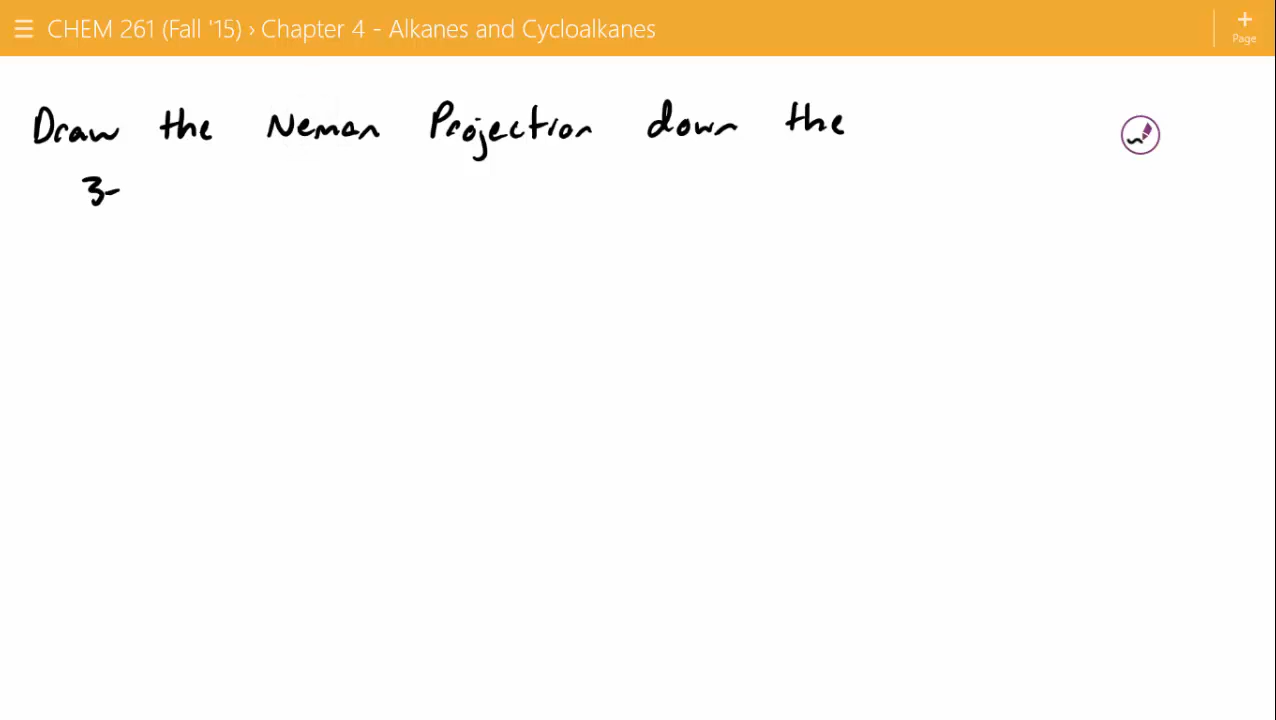 CHEM 261 (Fall '15) › Chapter 4 - Alkanes and Cycloalkanes
Page
Draw the Neman Projection down the
3-